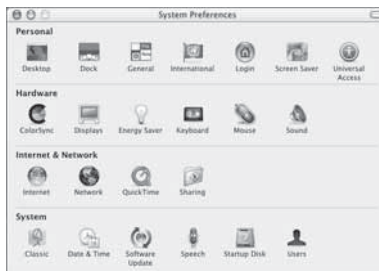 System Preferences
Personal
Desktop Dock General International Login Screen Saver Universal Access
Hardware
ColorSync Displays Energy Saver Keyboard Mouse Sound
Internet & Network
Internet Network QuickTime Sharing
System
Classic Date & Time Software Update Speech Startup Disk Users